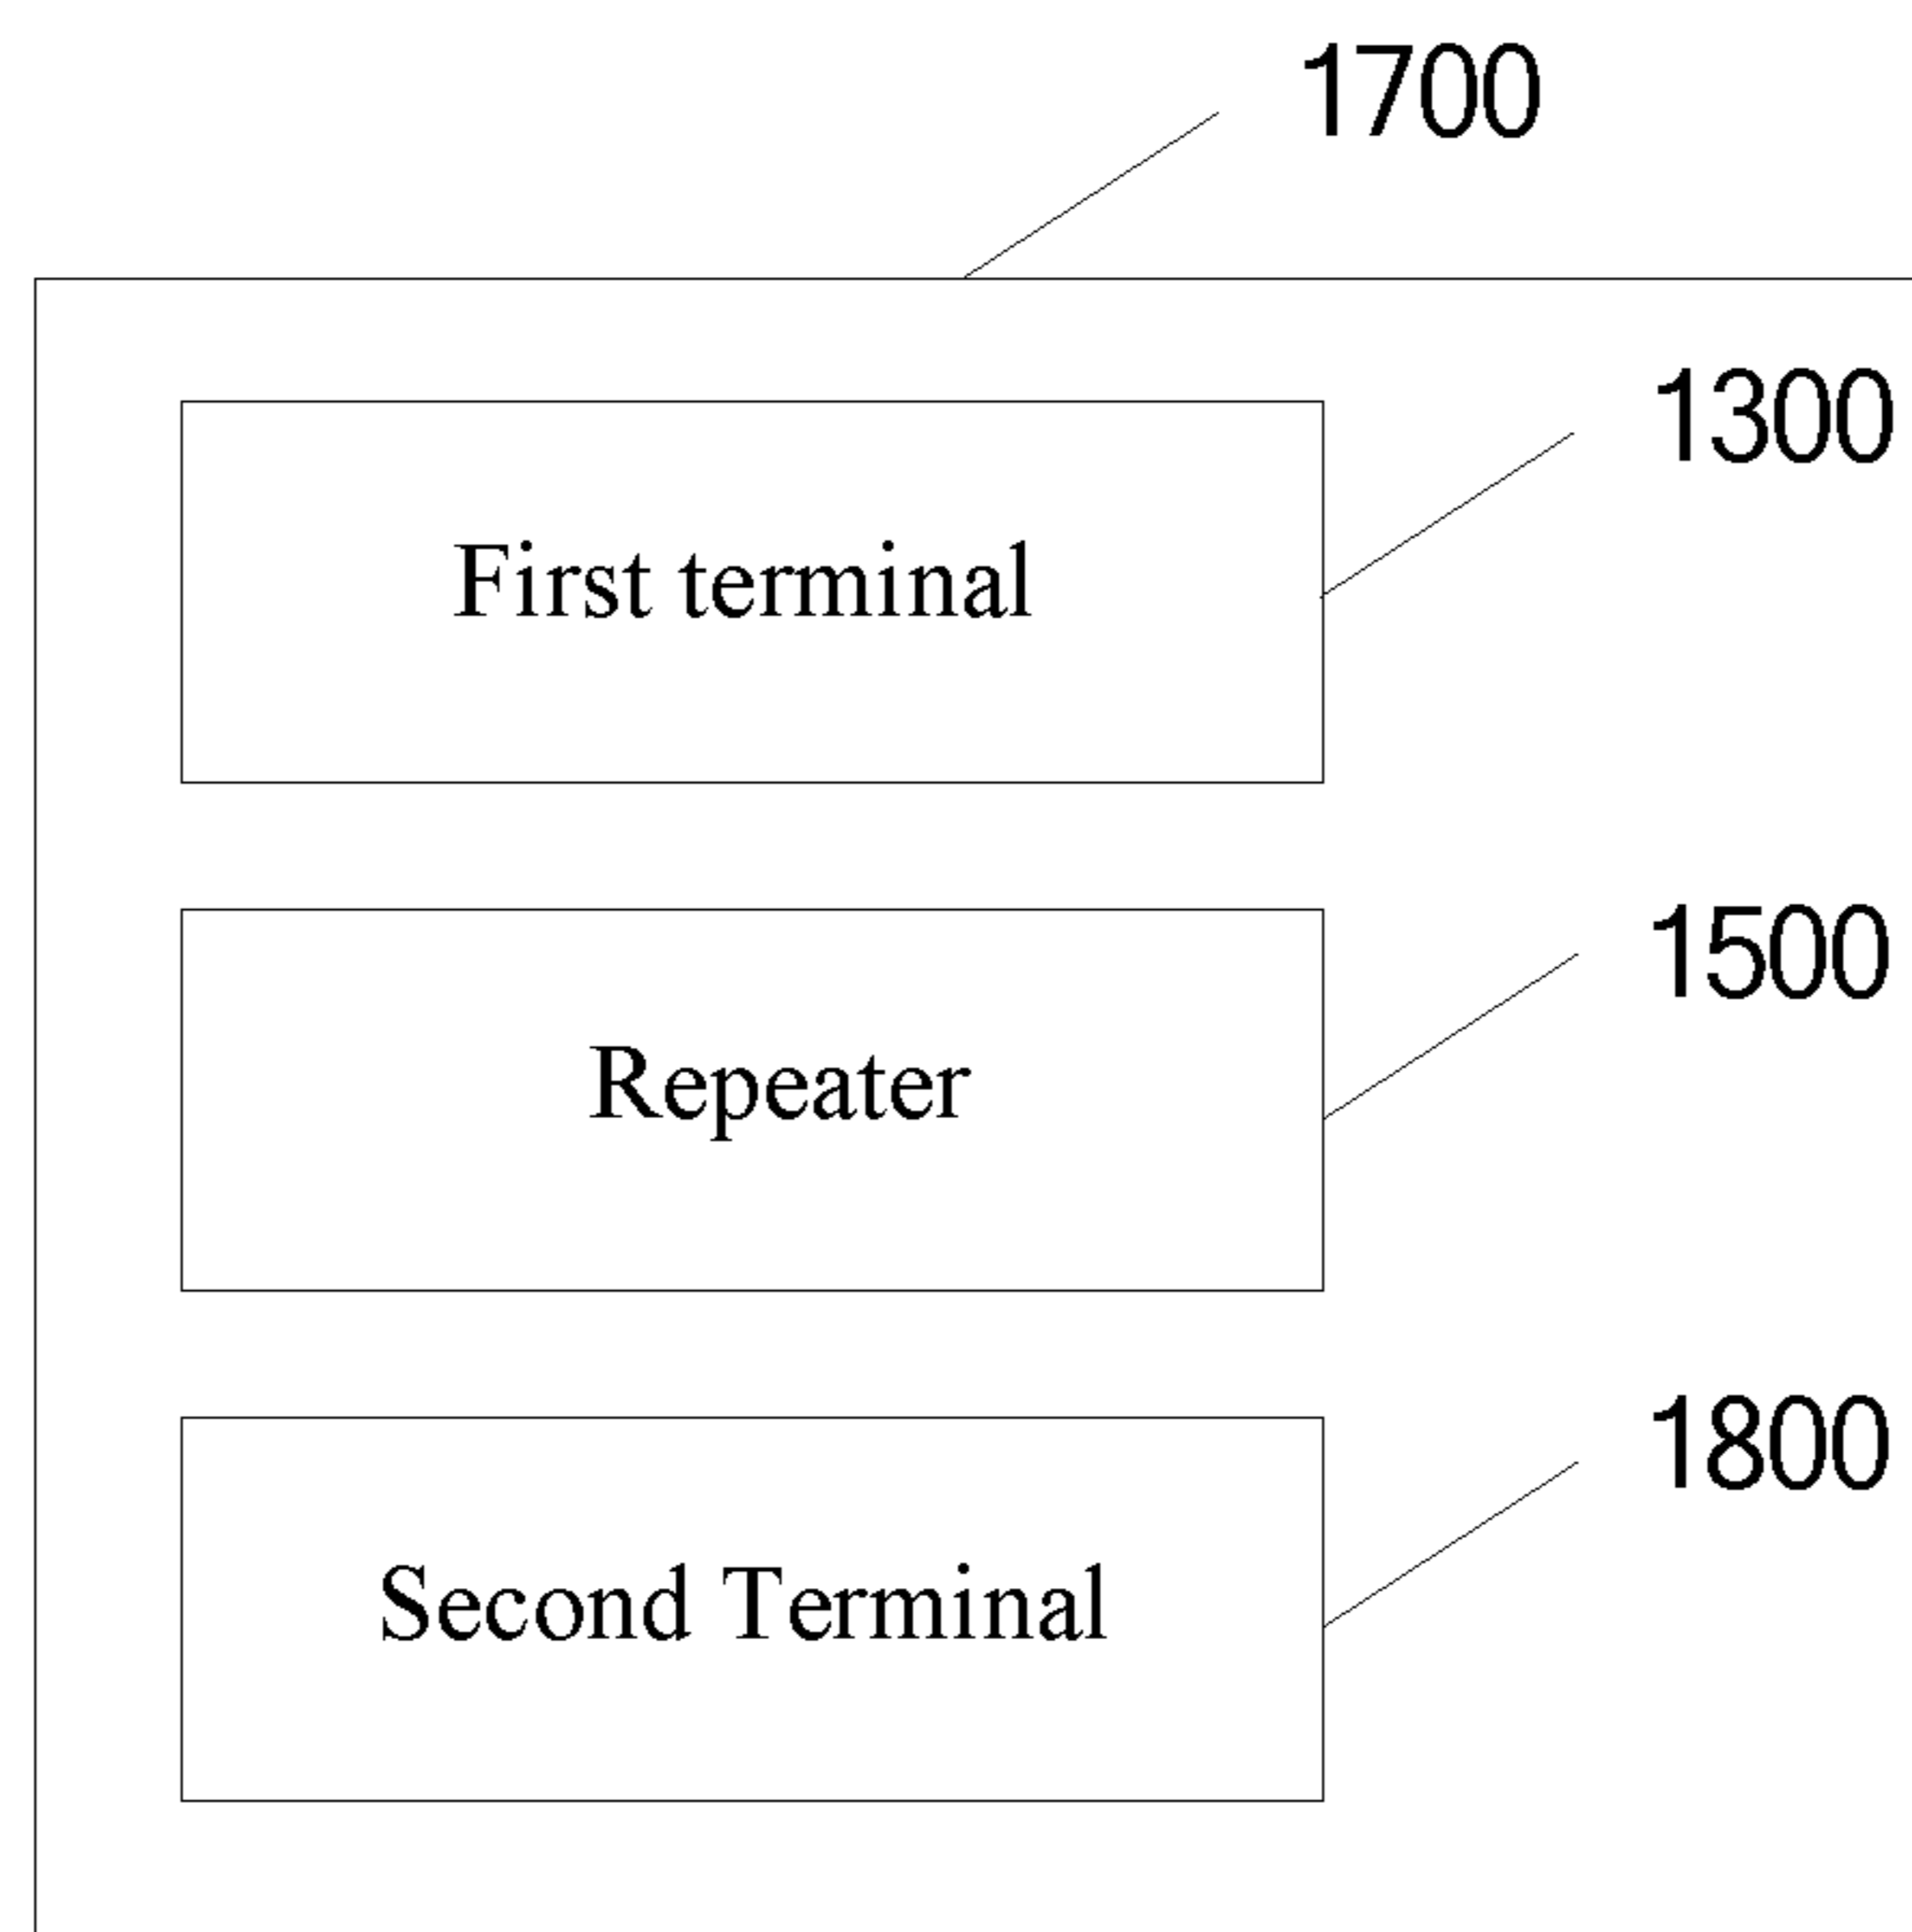 1700
1300
First terminal
1500
Repeater
1800
Second Terminal